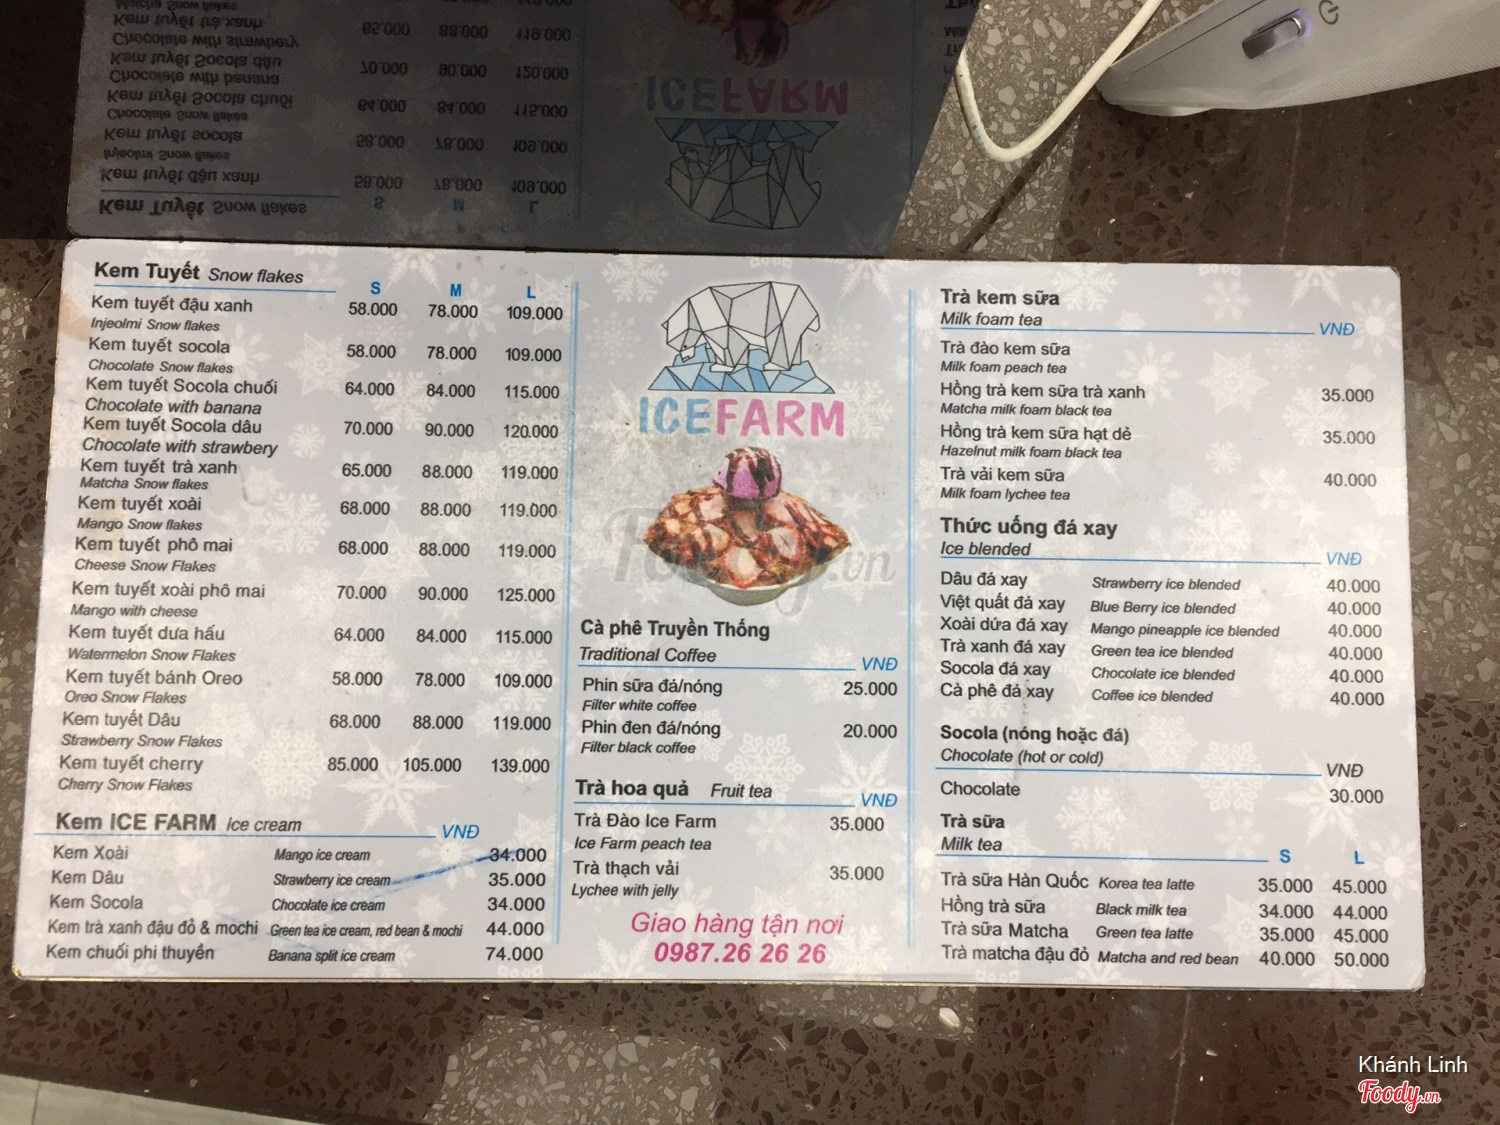 Kem Tuyết Snow flakes
S M L
Kem tuyết đậu xanh 58.000 78.000 109.000
Injeolmi Snow flakes
Kem tuyết socola 58.000 78.000 109.000
Chocolate Snow flakes
Kem tuyết Socola chuối 64.000 84.000 115.000
Chocolate with banana
Kem tuyết Socola dâu 70.000 90.000 120.000
Chocolate with strawbery
Kem tuyết trà xanh 65.000 88.000 119.000
Matcha Snow flakes
Kem tuyết xoài 68.000 88.000 119.000
Mango Snow flakes
Kem tuyết phô mai 68.000 88.000 119.000
Cheese Snow Flakes
Kem tuyết xoài phô mai 70.000 90.000 125.000
Mango with cheese
Kem tuyết dưa hấu 64.000 84.000 115.000
Watermelon Snow Flakes
Kem tuyết bánh Oreo 58.000 78.000 109.000
Oreo Snow Flakes
Kem tuyết Dâu 68.000 88.000 119.000
Strawberry Snow Flakes
Kem tuyết cherry 85.000 105.000 139.000
Cherry Snow Flakes
Kem ICE FARM Ice cream VNĐ
Kem Xoài Mango ice cream 34.000
Kem Dâu Strawberry ice cream 35.000
Kem Socola Chocolate ice cream 34.000
Kem trà xanh đậu đỏ & mochi Green tea ice cream, red bean & mochi 44.000
Kem chuối phi thuyền Banana split ice cream 74.000
ICEFARM
Foody.vn
Cà phê Truyền Thống
Traditional Coffee VNĐ
Phin sữa đá/nóng 25.000
Filter white coffee
Phin đen đá/nóng 20.000
Filter black coffee
Trà hoa quả Fruit tea VNĐ
Trà Đào Ice Farm 35.000
Ice Farm peach tea
Trà thạch vải 35.000
Lychee with jelly
Giao hàng tận nơi
0987.26 26 26
Trà kem sữa
Milk foam tea VNĐ
Trà đào kem sữa
Milk foam peach tea
Hồng trà kem sữa trà xanh 35.000
Matcha milk foam black tea
Hồng trà kem sữa hạt dẻ 35.000
Hazelnut milk foam black tea
Trà vải kem sữa 40.000
Milk foam lychee tea
Thức uống đá xay
Ice blended VNĐ
Dâu đá xay Strawberry ice blended 40.000
Việt quất đá xay Blue Berry ice blended 40.000
Xoài dứa đá xay Mango pineapple ice blended 40.000
Trà xanh đá xay Green tea ice blended 40.000
Socola đá xay Chocolate ice blended 40.000
Cà phê đá xay Coffee ice blended 40.000
Socola (nóng hoặc đá)
Chocolate (hot or cold) VNĐ
Chocolate 30.000
Trà sữa
Milk tea S L
Trà sữa Hàn Quốc Korea tea latte 35.000 45.000
Hồng trà sữa Black milk tea 34.000 44.000
Trà sữa Matcha Green tea latte 35.000 45.000
Trà matcha đậu đỏ Matcha and red bean 40.000 50.000
Khánh Linh
Foody.vn